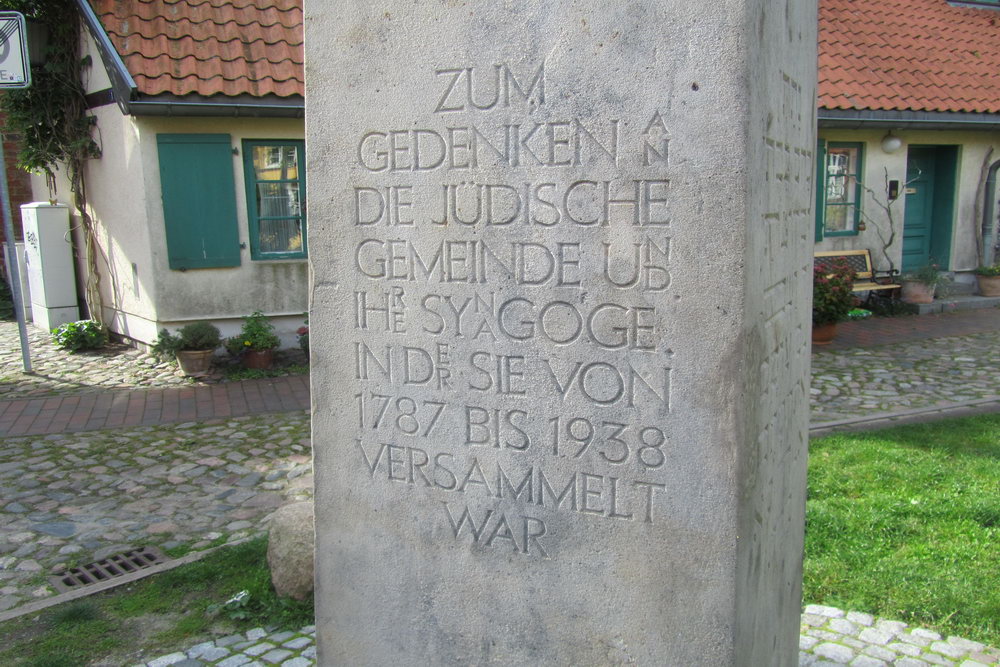 ZUM
GEDENKEN AN
DIE JÜDISCHE
GEMEINDE UND
IHRE SYNAGOGE.
IN DER SIE VON
1787 BIS 1938
VERSAMMELT
WAR